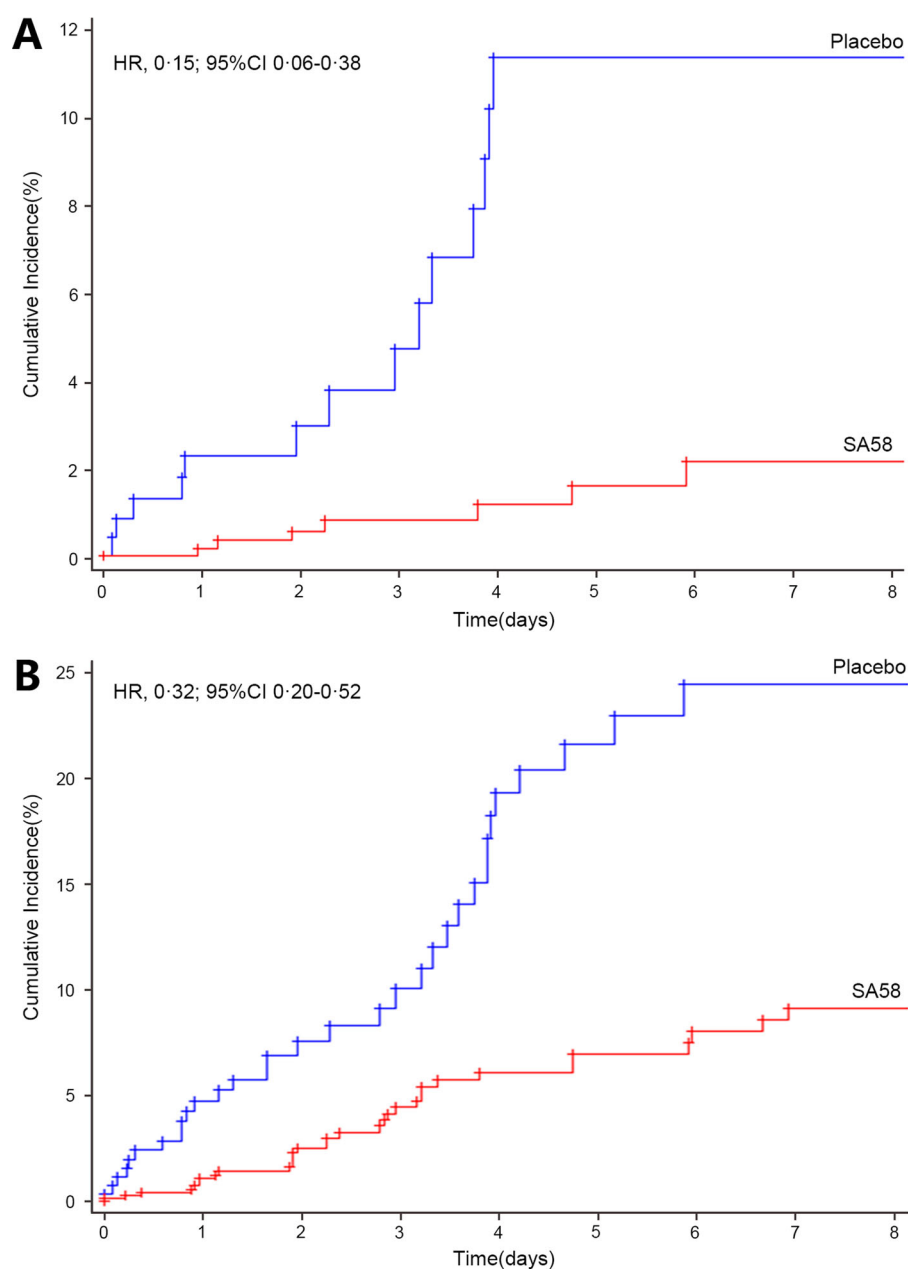 A
12
Placebo
HR, 0·15; 95%CI 0·06-0·38
10
8
6
4
2
0
Cumulative Incidence(%)
SA58
0 1 2 3 4 5 6 7 8
Time(days)
B
25
Placebo
HR, 0·32; 95%CI 0·20-0·52
20
15
10
5
0
Cumulative Incidence(%)
SA58
0 1 2 3 4 5 6 7 8
Time(days)